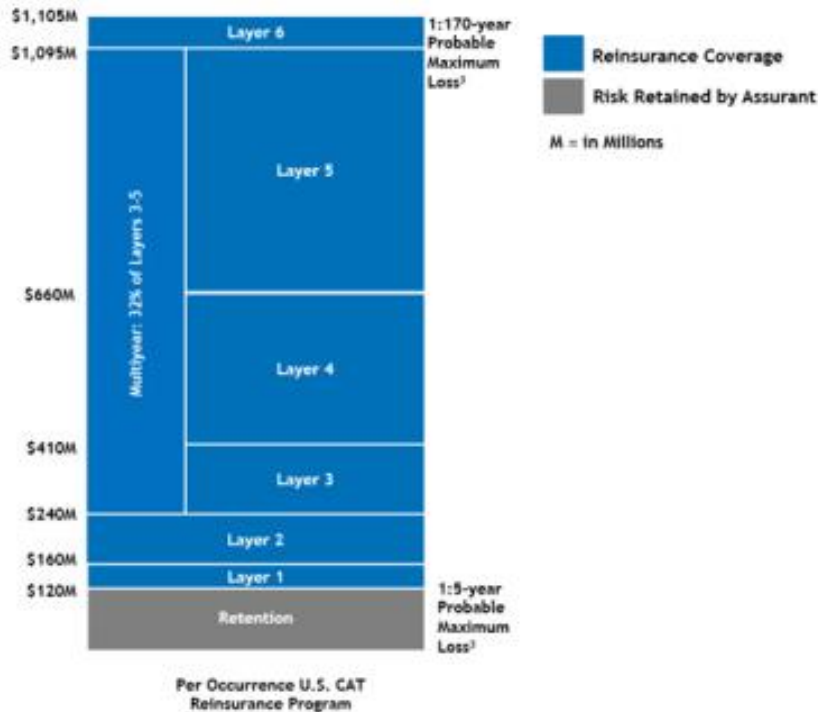 $1,105M
Layer 6
1:170-year
Probable
Maximum
Loss³
$1,095M
Reinsurance Coverage
Risk Retained by Assurant
M = in Millions
Multiyear: 32% of Layers 3-5
Layer 5
$660M
Layer 4
$410M
Layer 3
$240M
Layer 2
$160M
Layer 1
$120M
Retention
1:5-year
Probable
Maximum
Loss³
Per Occurrence U.S. CAT
Reinsurance Program